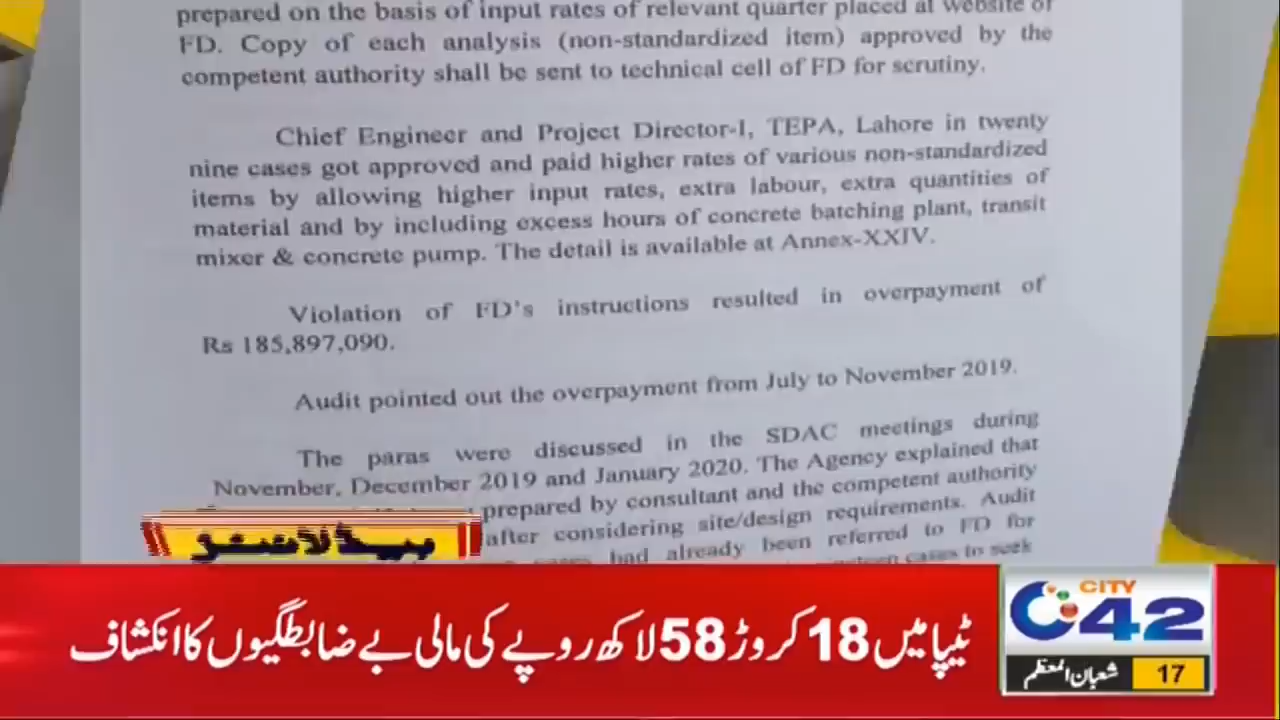 prepared on the basis of input rates of relevant quarter placed at website of
FD. Copy of each analysis (non-standardized item) approved by the
competent authority shall be sent to technical cell of FD for scrutiny.
Chief Engineer and Project Director-I, TEPA, Lahore in twenty
nine cases got approved and paid higher rates of various non-standardized
items by allowing higher input rates, extra labour, extra quantities of
material and by including excess hours of concrete batching plant, transit
mixer & concrete pump. The detail is available at Annex-XXIV.
Violation of FD's instructions resulted in overpayment of
Rs 185,897,090.
Audit pointed out the overpayment from July to November 2019.
The paras were discussed in the SDAC meetings during
November, December 2019 and January 2020. The Agency explained that
prepared by consultant and the competent authority
after considering site/design requirements. Audit
had already been referred to FD for
cases to seek
ہیڈلائنز
ٹیپا میں 18 کروڑ 58 لاکھ روپے کی مالی بے ضابطگیوں کا انکشاف
CITY
42
17 شعبان المعظم